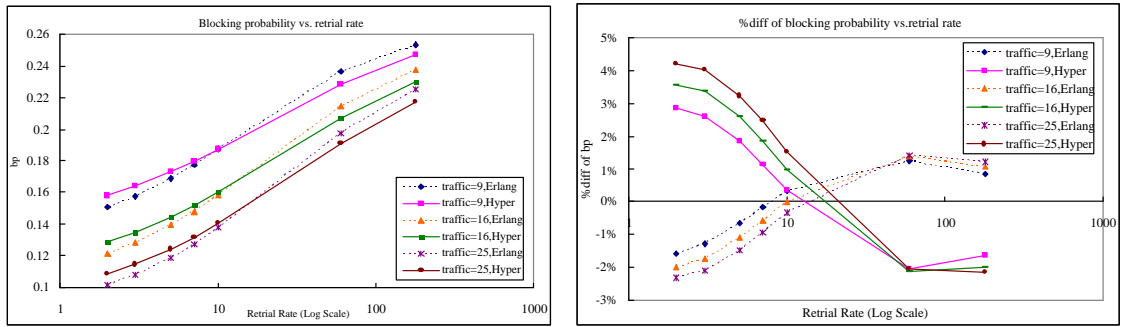 Blocking probability vs. retrial rate
0.26
0.24
0.22
0.2
0.18
0.16
0.14
0.12
0.1
bp
1
10
100
1000
Retrial Rate (Log Scale)
traffic=9,Erlang
traffic=9,Hyper
traffic=16,Erlang
traffic=16,Hyper
traffic=25,Erlang
traffic=25,Hyper
%diff of blocking probability vs.retrial rate
5%
4%
3%
2%
1%
0%
-1%
-2%
-3%
%diff of bp
1
10
100
1000
Retrial Rate (Log Scale)
traffic=9,Erlang
traffic=9,Hyper
traffic=16,Erlang
traffic=16,Hyper
traffic=25,Erlang
traffic=25,Hyper